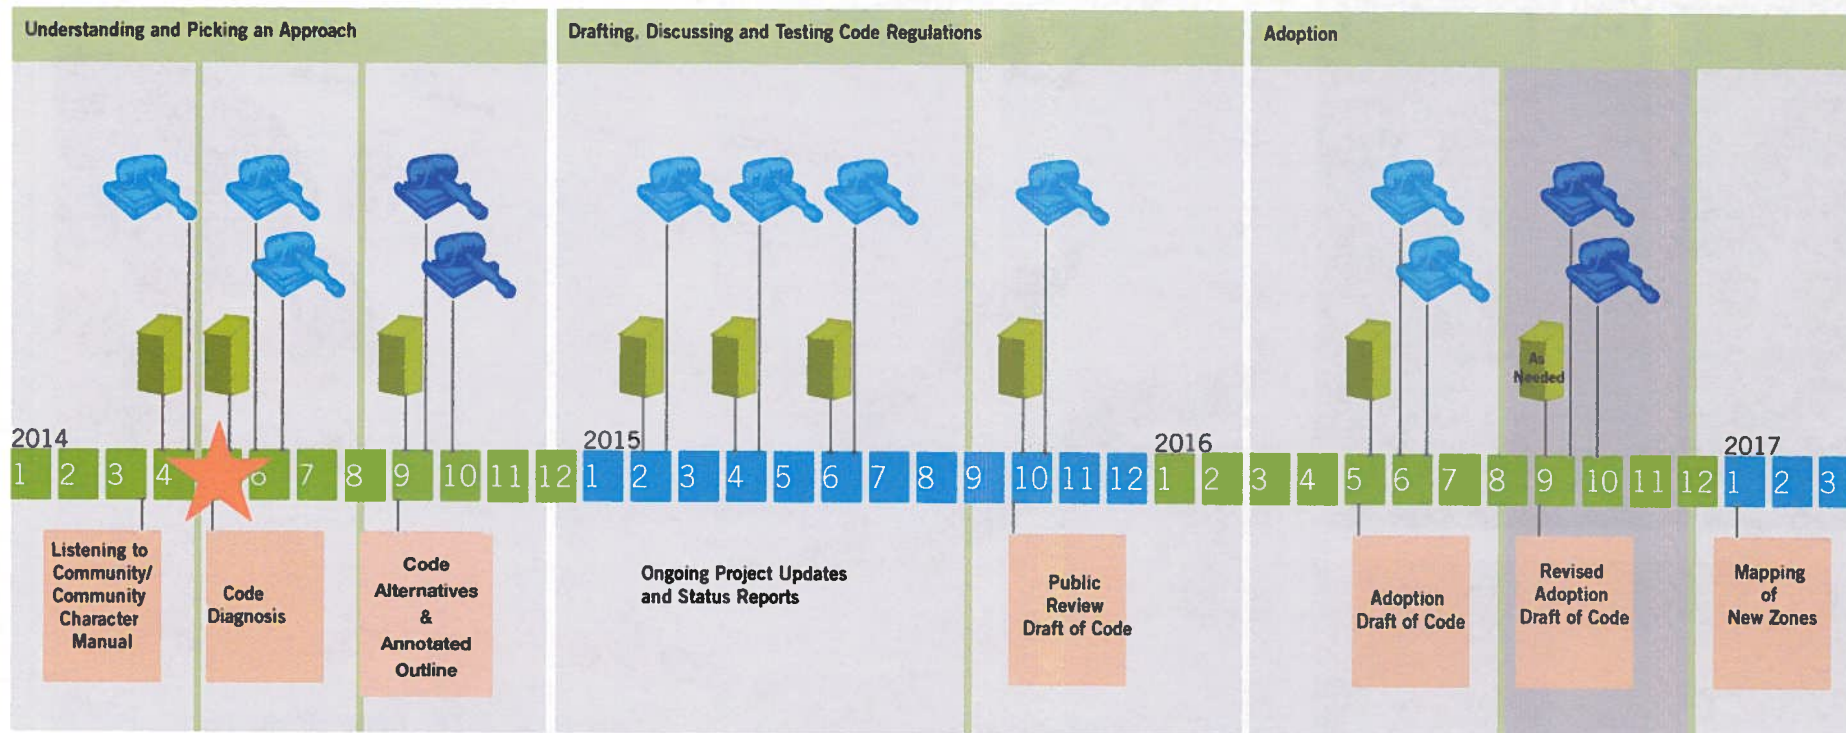 Understanding and Picking an Approach
Drafting, Discussing and Testing Code Regulations
Adoption
As
Needed
2014
2015
2016
2017
1 2 3 4 6 7 8 9 10 11 12 1 2 3 4 5 6 7 8 9 10 11 12 1 2 3 4 5 6 7 8 9 10 11 12 1 2 3
Listening to
Community/
Community
Character
Manual
Code
Diagnosis
Code
Alternatives
&
Annotated
Outline
Ongoing Project Updates
and Status Reports
Public
Review
Draft of Code
Adoption
Draft of Code
Revised
Adoption
Draft of Code
Mapping
of
New Zones